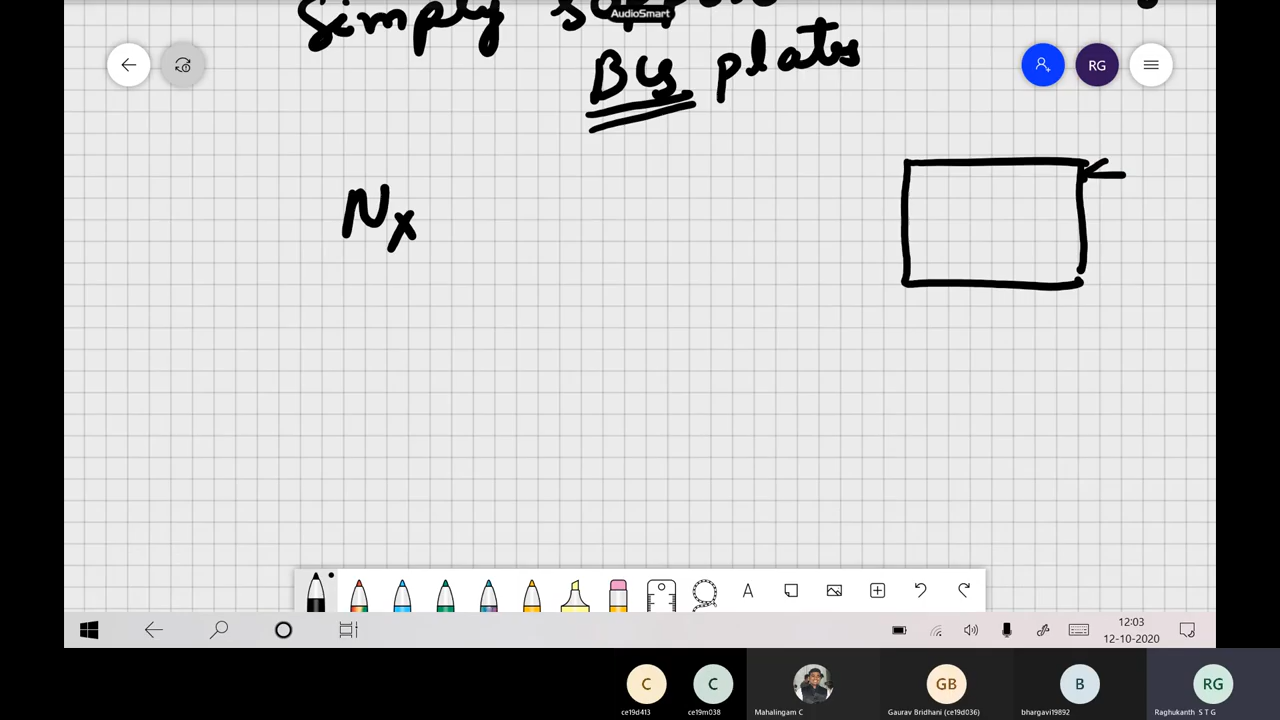 Simply
AudioSmart
BCs plates
RG
Nx
A
12:03
12-10-2020
C
C
GB
B
RG
ce19d413
ce19m038
Mahalingam C
Gaurav Bridhani (ce19d036)
bhargavi19892
Raghukanth S T G